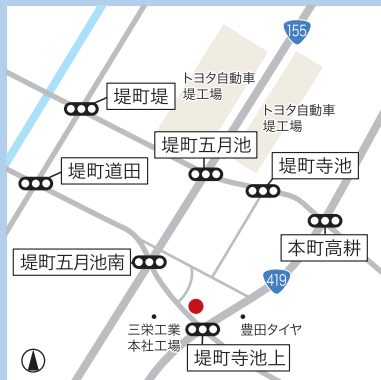 155
トヨタ自動車
堤工場
堤町堤
トヨタ自動車
堤工場
堤町五月池
堤町寺池
堤町道田
本町高耕
堤町五月池南
419
三栄工業
本社工場
豊田タイヤ
堤町寺池上